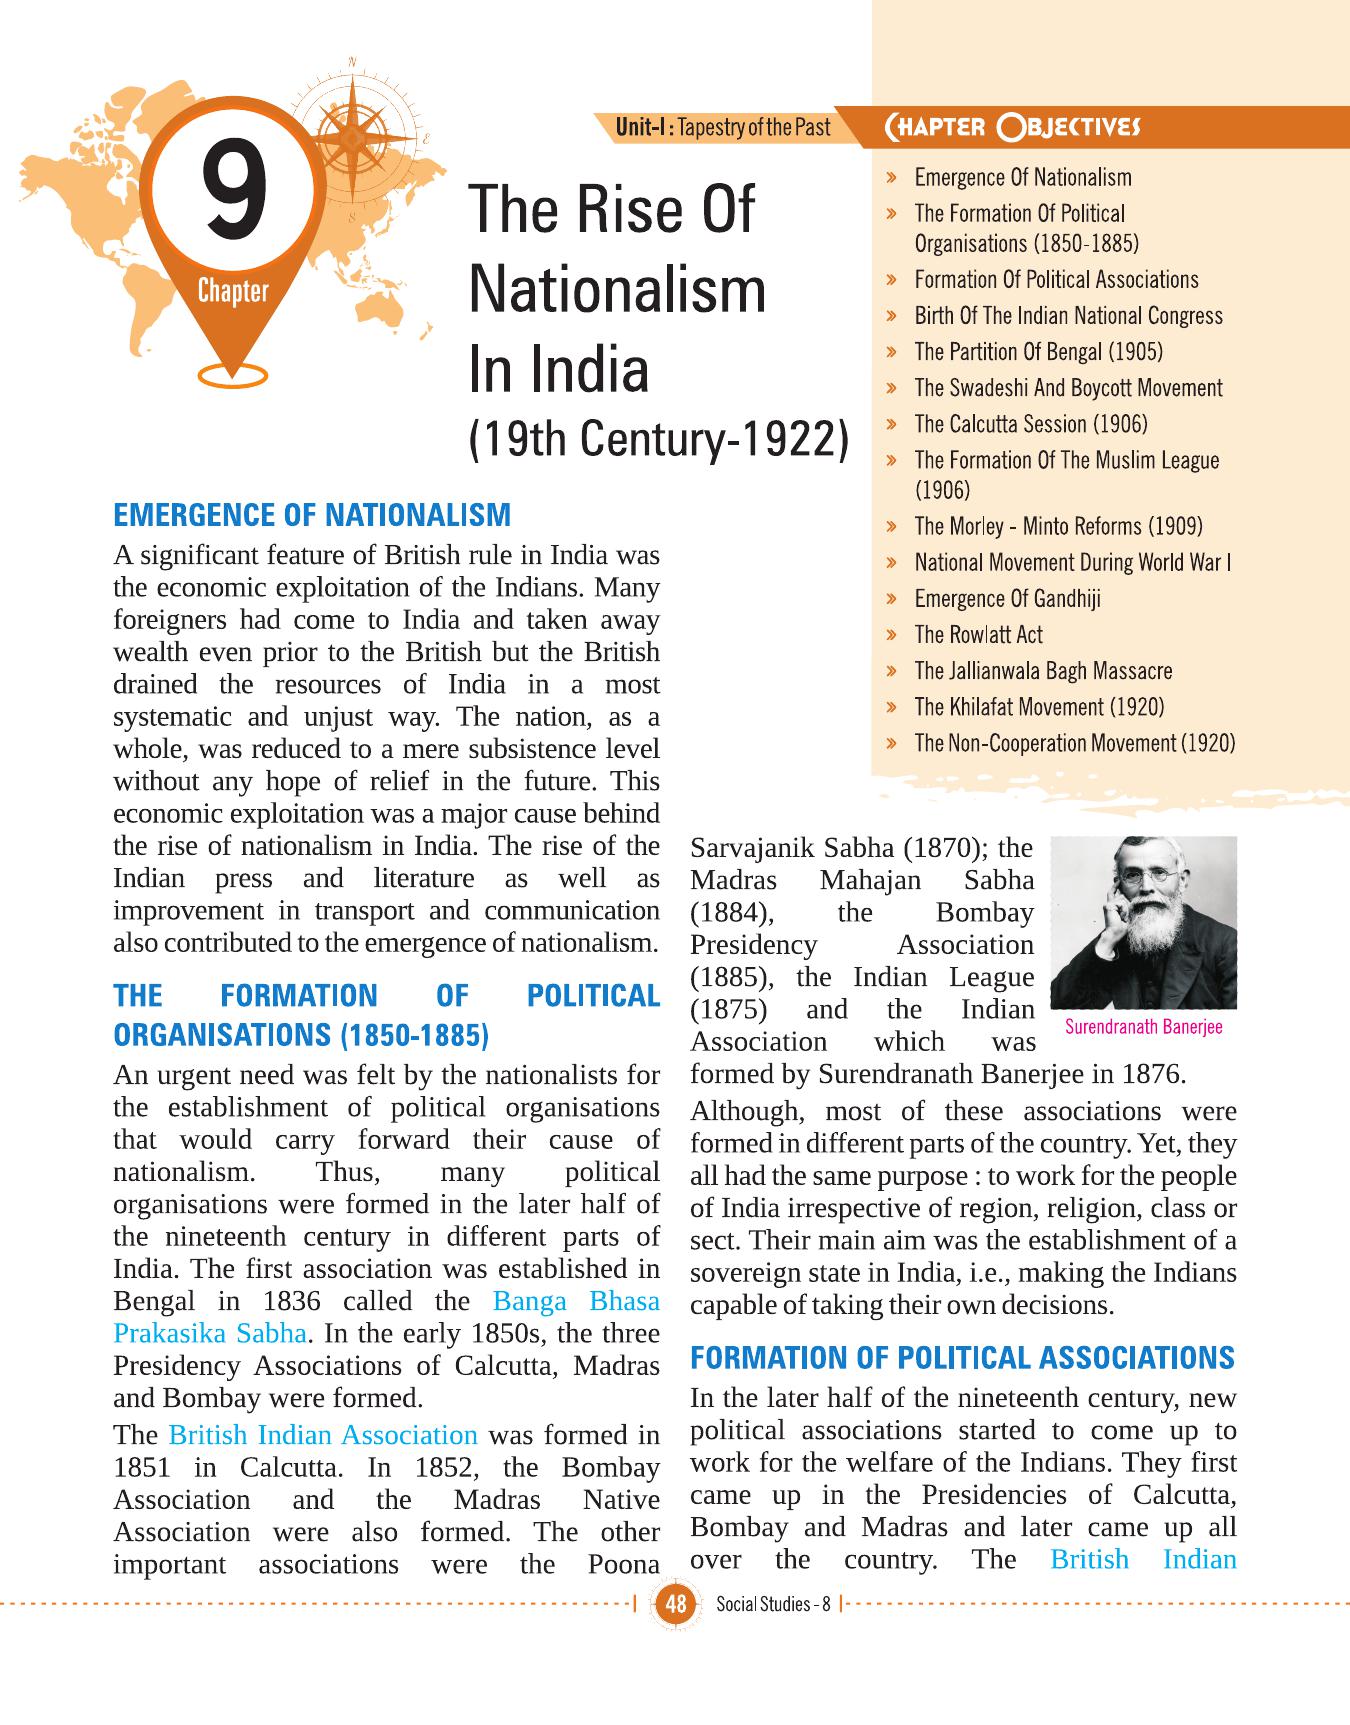 N
E
S
9
Chapter
Unit-I : Tapestry of the Past
The Rise Of
Nationalism
In India
(19th Century-1922)
CHAPTER OBJECTIVES
» Emergence Of Nationalism
» The Formation Of Political
Organisations (1850-1885)
» Formation Of Political Associations
» Birth Of The Indian National Congress
» The Partition Of Bengal (1905)
» The Swadeshi And Boycott Movement
» The Calcutta Session (1906)
» The Formation Of The Muslim League
(1906)
» The Morley - Minto Reforms (1909)
» National Movement During World War I
» Emergence Of Gandhiji
» The Rowlatt Act
» The Jallianwala Bagh Massacre
» The Khilafat Movement (1920)
» The Non-Cooperation Movement (1920)
EMERGENCE OF NATIONALISM
A significant feature of British rule in India was
the economic exploitation of the Indians. Many
foreigners had come to India and taken away
wealth even prior to the British but the British
drained the resources of India in a most
systematic and unjust way. The nation, as a
whole, was reduced to a mere subsistence level
without any hope of relief in the future. This
economic exploitation was a major cause behind
the rise of nationalism in India. The rise of the
Indian press and literature as well as
improvement in transport and communication
also contributed to the emergence of nationalism.
THE FORMATION OF POLITICAL
ORGANISATIONS (1850-1885)
An urgent need was felt by the nationalists for
the establishment of political organisations
that would carry forward their cause of
nationalism. Thus, many political
organisations were formed in the later half of
the nineteenth century in different parts of
India. The first association was established in
Bengal in 1836 called the Banga Bhasa
Prakasika Sabha. In the early 1850s, the three
Presidency Associations of Calcutta, Madras
and Bombay were formed.
The British Indian Association was formed in
1851 in Calcutta. In 1852, the Bombay
Association and the Madras Native
Association were also formed. The other
important associations were the Poona
Sarvajanik Sabha (1870); the
Madras Mahajan Sabha
(1884), the Bombay
Presidency Association
(1885), the Indian League
(1875) and the Indian
Association which was
formed by Surendranath Banerjee in 1876.
Surendranath Banerjee
Although, most of these associations were
formed in different parts of the country. Yet, they
all had the same purpose : to work for the people
of India irrespective of region, religion, class or
sect. Their main aim was the establishment of a
sovereign state in India, i.e., making the Indians
capable of taking their own decisions.
FORMATION OF POLITICAL ASSOCIATIONS
In the later half of the nineteenth century, new
political associations started to come up to
work for the welfare of the Indians. They first
came up in the Presidencies of Calcutta,
Bombay and Madras and later came up all
over the country. The British Indian
48 Social Studies - 8